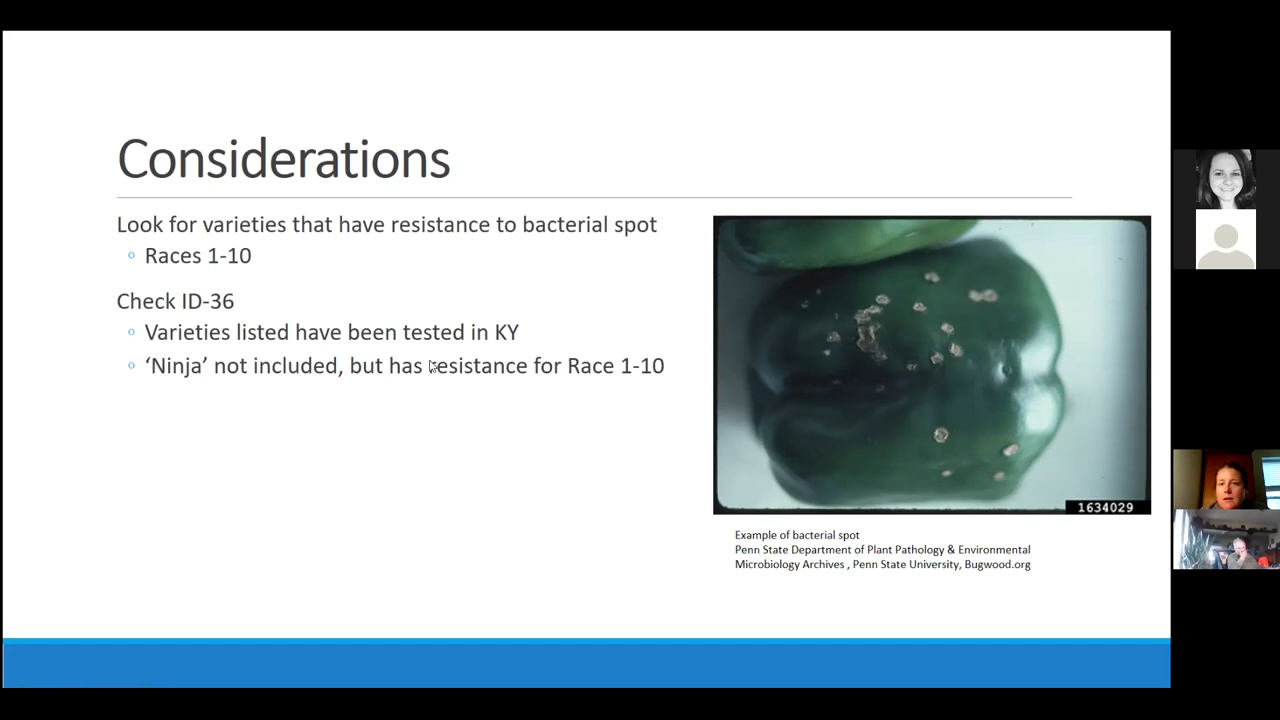 Considerations
Look for varieties that have resistance to bacterial spot
Races 1-10
Check ID-36
Varieties listed have been tested in KY
‘Ninja’ not included, but has resistance for Race 1-10
1634029
Example of bacterial spot
Penn State Department of Plant Pathology & Environmental
Microbiology Archives , Penn State University, Bugwood.org